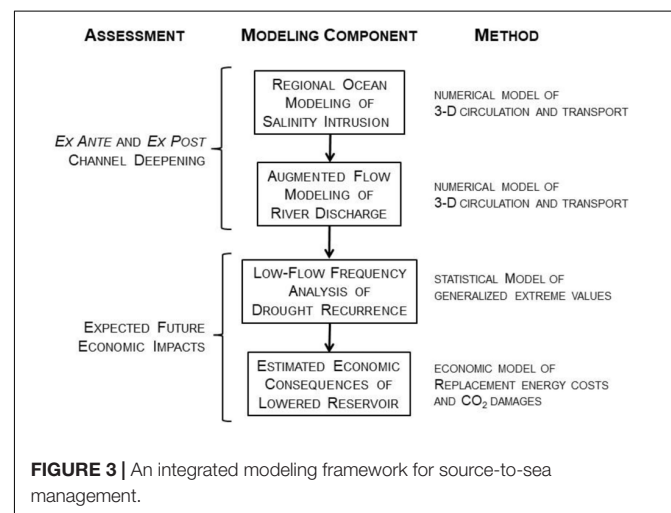 ASSESSMENT MODELING COMPONENT METHOD
REGIONAL OCEAN
MODELING OF
SALINITY INTRUSION
NUMERICAL MODEL OF
3-D CIRCULATION AND TRANSPORT
EX ANTE AND EX POST
CHANNEL DEEPENING
AUGMENTED FLOW
MODELING OF
RIVER DISCHARGE
NUMERICAL MODEL OF
3-D CIRCULATION AND TRANSPORT
LOW-FLOW FREQUENCY
ANALYSIS OF
DROUGHT RECURRENCE
STATISTICAL MODEL OF
GENERALIZED EXTREME VALUES
EXPECTED FUTURE
ECONOMIC IMPACTS
ESTIMATED ECONOMIC
CONSEQUENCES OF
LOWERED RESERVOIR
ECONOMIC MODEL OF
REPLACEMENT ENERGY COSTS
AND CO2 DAMAGES
FIGURE 3 | An integrated modeling framework for source-to-sea
management.